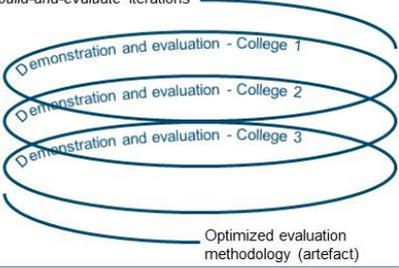 build-and-evaluate iterations
Demonstration and evaluation - College 1
Demonstration and evaluation - College 2
Demonstration and evaluation - College 3
Optimized evaluation
methodology (artefact)